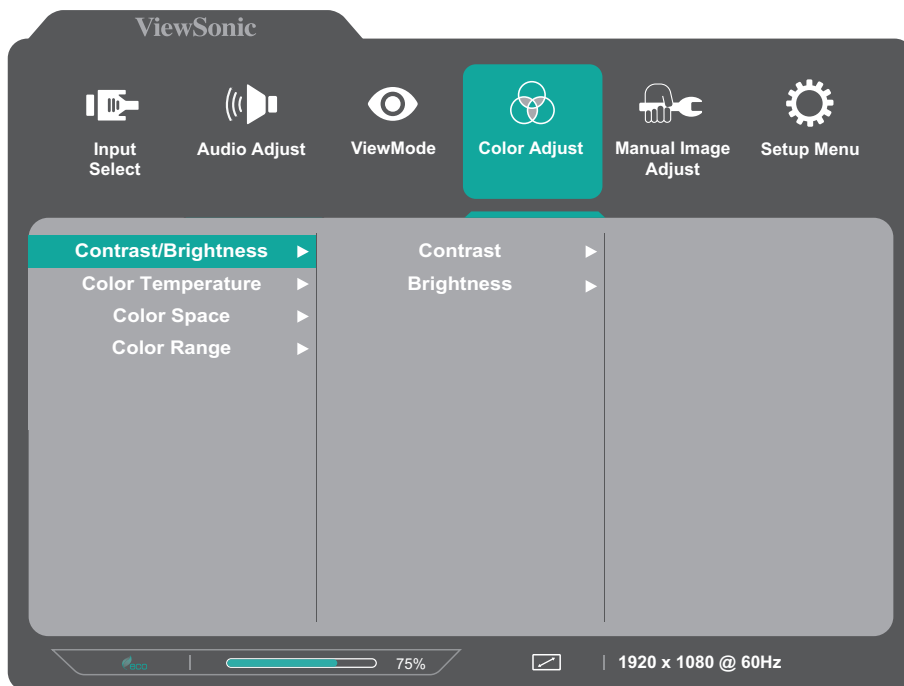 ViewSonic
Input Select
Audio Adjust
ViewMode
Color Adjust
Manual Image Adjust
Setup Menu
Contrast/Brightness
Contrast
Color Temperature
Brightness
Color Space
Color Range
eco
75%
1920 x 1080 @ 60Hz